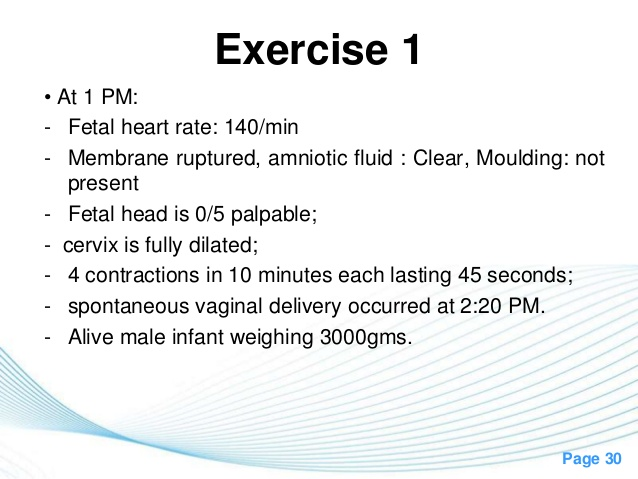 Exercise 1
• At 1 PM:
- Fetal heart rate: 140/min
- Membrane ruptured, amniotic fluid : Clear, Moulding: not
present
- Fetal head is 0/5 palpable;
- cervix is fully dilated;
- 4 contractions in 10 minutes each lasting 45 seconds;
- spontaneous vaginal delivery occurred at 2:20 PM.
- Alive male infant weighing 3000gms.
Page 30